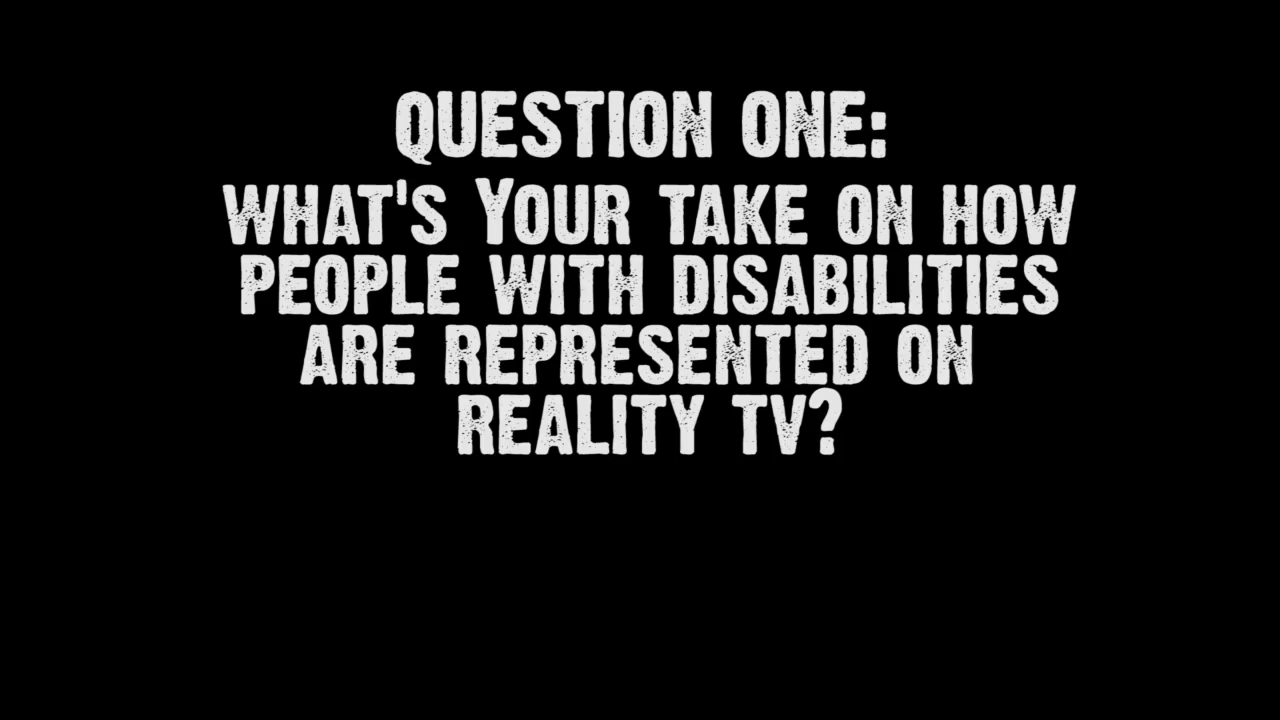 QUESTION ONE:
WHAT'S YOUR TAKE ON HOW
PEOPLE WITH DISABILITIES
ARE REPRESENTED ON
REALITY TV?